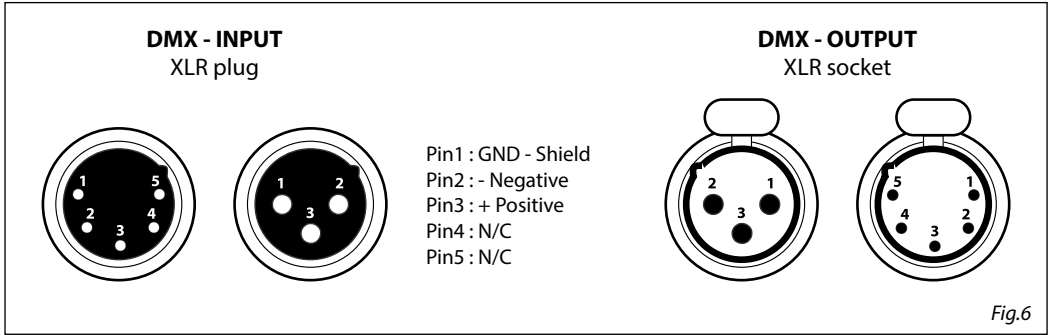 DMX - INPUT
XLR plug
1 5
2 4
3
1 2
3
Pin1 : GND - Shield
Pin2 : - Negative
Pin3 : + Positive
Pin4 : N/C
Pin5 : N/C
DMX - OUTPUT
XLR socket
2 1
3
5 1
4 2
3
Fig.6